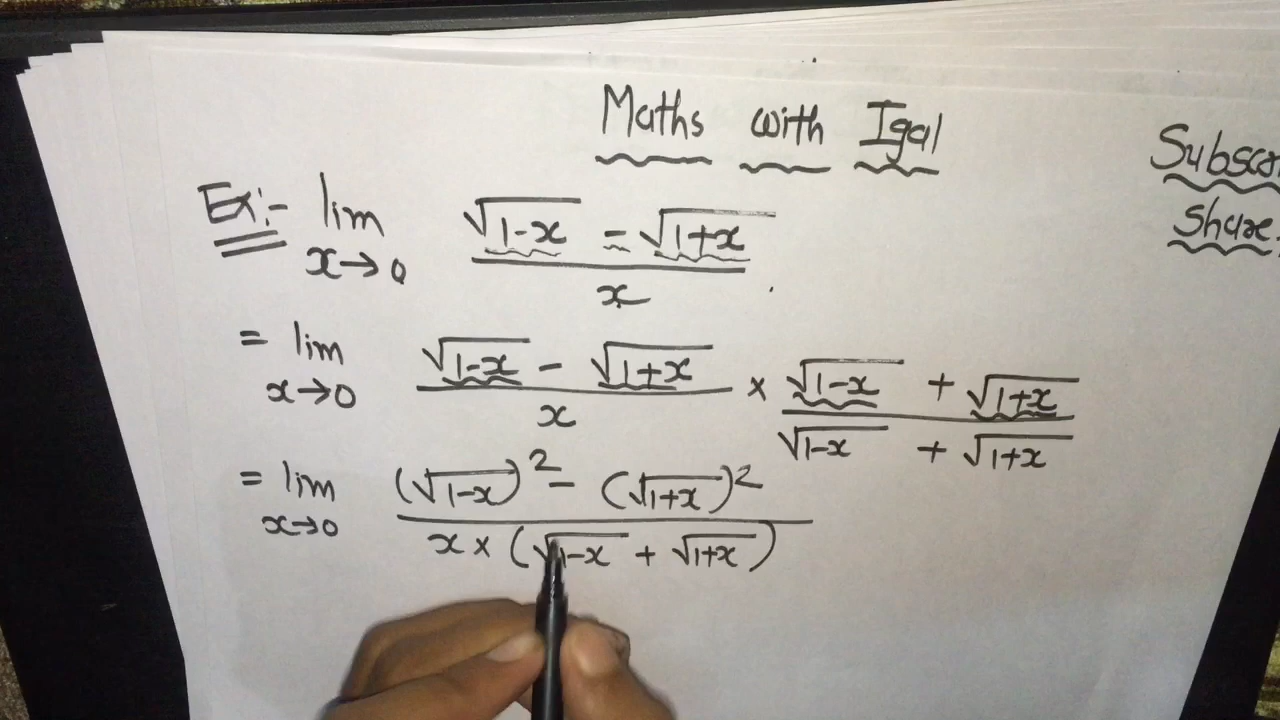 Maths with Igal
Subscr
Share.
Ex:- lim x→0 (√(1-x) - √(1+x)) / x
= lim x→0 (√(1-x) - √(1+x)) / x × (√(1-x) + √(1+x)) / (√(1-x) + √(1+x))
= lim x→0 ((√(1-x))² - (√(1+x))²) / (x × (√(1-x) + √(1+x)))